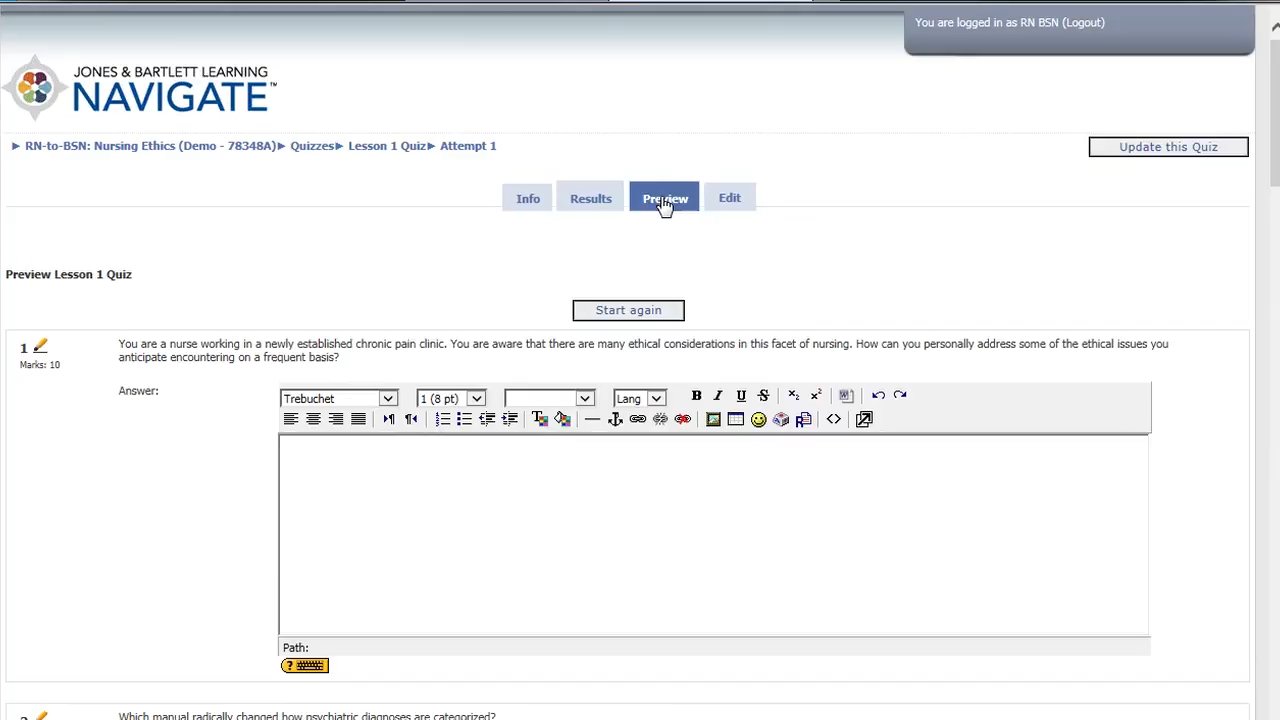 You are logged in as RN BSN (Logout)
JONES & BARTLETT LEARNING
NAVIGATE™
► RN-to-BSN: Nursing Ethics (Demo - 78348A)► Quizzes► Lesson 1 Quiz► Attempt 1
Update this Quiz
Info Results Preview Edit
Preview Lesson 1 Quiz
Start again
1
Marks: 10
You are a nurse working in a newly established chronic pain clinic. You are aware that there are many ethical considerations in this facet of nursing. How can you personally address some of the ethical issues you
anticipate encountering on a frequent basis?
Answer:
Trebuchet 1 (8 pt) Lang B I U S x₂ x²
Path:
?
2
Which manual radically changed how psychiatric diagnoses are categorized?